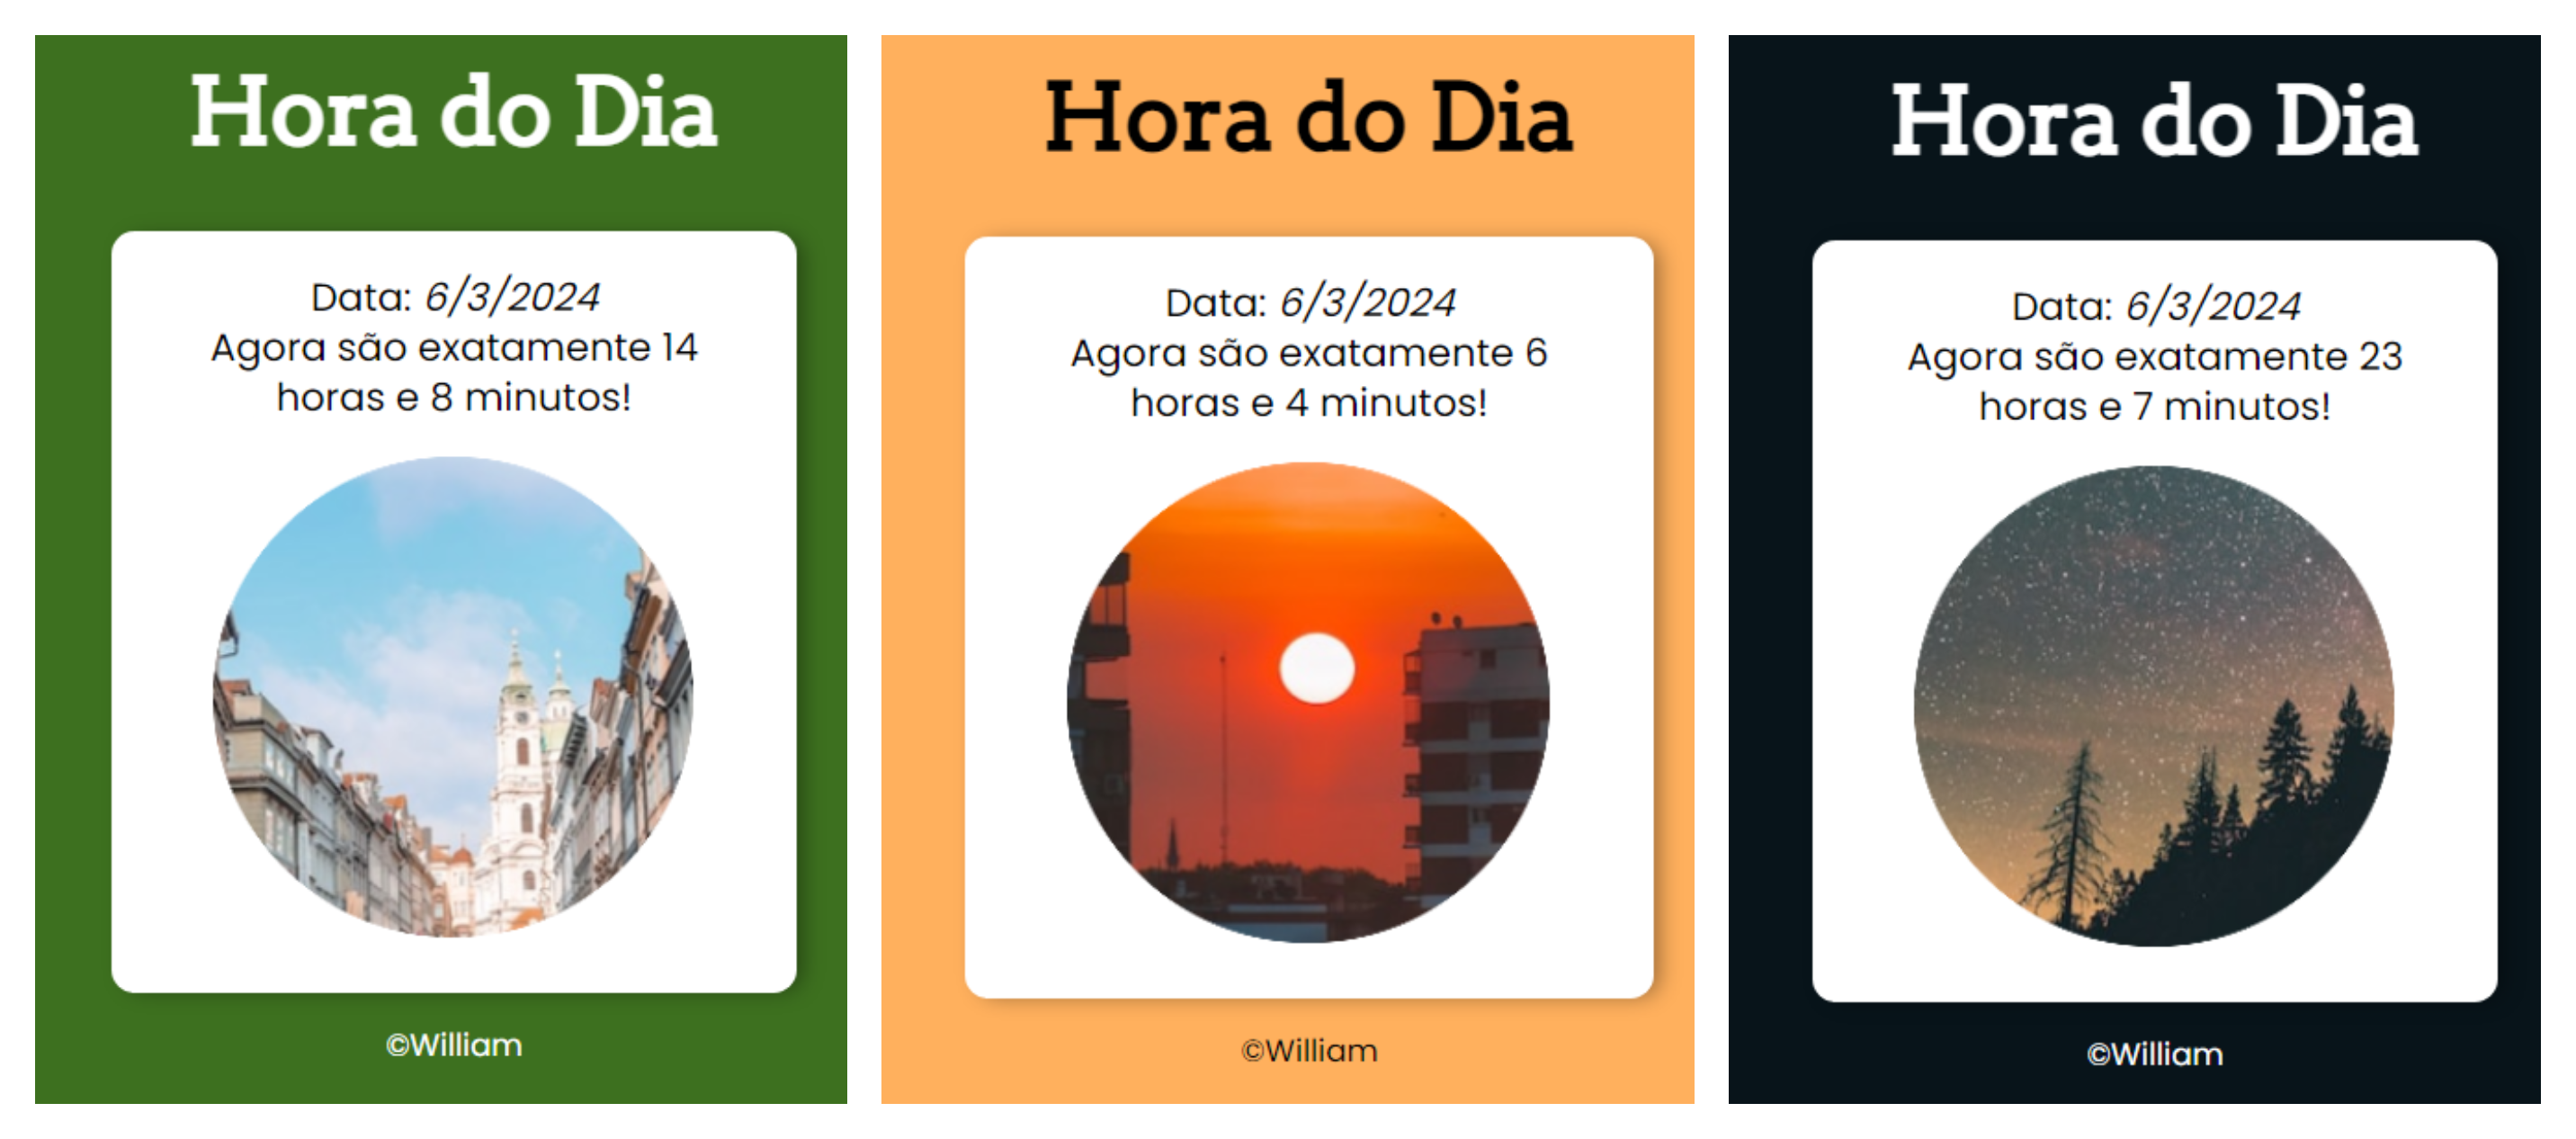 Hora do Dia
Data: 6/3/2024
Agora são exatamente 14
horas e 8 minutos!
©William
Hora do Dia
Data: 6/3/2024
Agora são exatamente 6
horas e 4 minutos!
©William
Hora do Dia
Data: 6/3/2024
Agora são exatamente 23
horas e 7 minutos!
©William